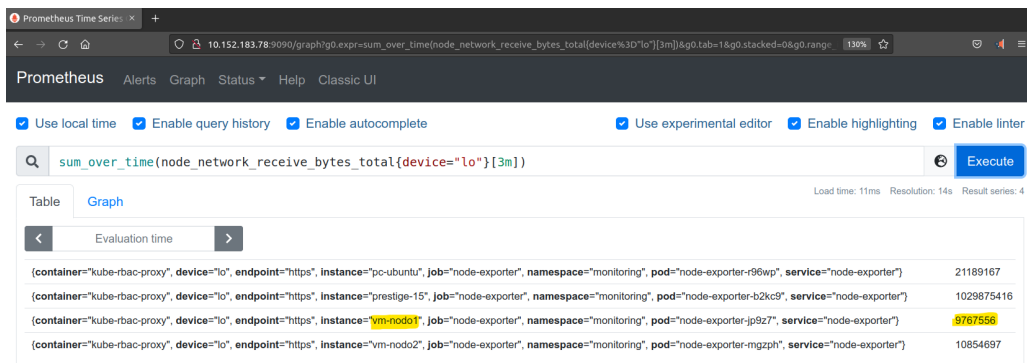 Prometheus Time Series × +
10.152.183.78:9090/graph?g0.expr=sum_over_time(node_network_receive_bytes_total{device%3D"lo"}[3m])&g0.tab=1&g0.stacked=0&g0.range_ 130%
Prometheus Alerts Graph Status Help Classic UI
Use local time Enable query history Enable autocomplete Use experimental editor Enable highlighting Enable linter
sum_over_time(node_network_receive_bytes_total{device="lo"}[3m]) Execute
Load time: 11ms Resolution: 14s Result series: 4
Table Graph
< Evaluation time >
{container="kube-rbac-proxy", device="lo", endpoint="https", instance="pc-ubuntu", job="node-exporter", namespace="monitoring", pod="node-exporter-r96wp", service="node-exporter"} 21189167
{container="kube-rbac-proxy", device="lo", endpoint="https", instance="prestige-15", job="node-exporter", namespace="monitoring", pod="node-exporter-b2kc9", service="node-exporter"} 1029875416
{container="kube-rbac-proxy", device="lo", endpoint="https", instance="vm-nodo1", job="node-exporter", namespace="monitoring", pod="node-exporter-jp9z7", service="node-exporter"} 9767556
{container="kube-rbac-proxy", device="lo", endpoint="https", instance="vm-nodo2", job="node-exporter", namespace="monitoring", pod="node-exporter-mgzph", service="node-exporter"} 10854697